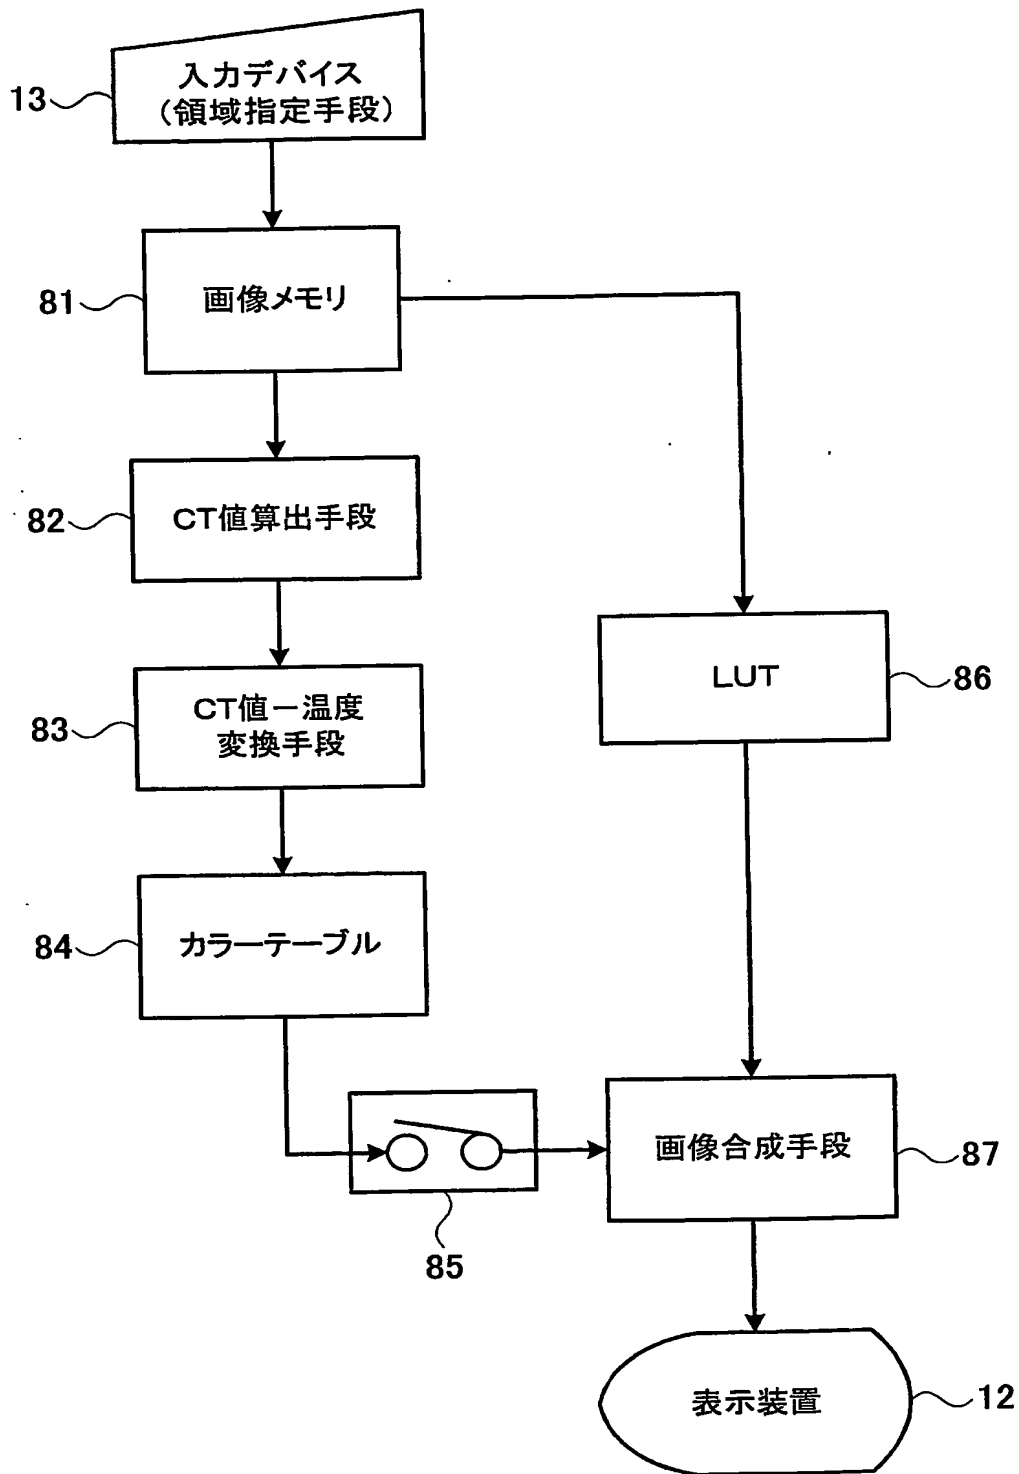 入力デバイス
（領域指定手段）
13
画像メモリ
81
CT値算出手段
82
LUT
86
CT値－温度
変換手段
83
カラーテーブル
84
画像合成手段
87
85
表示装置
12